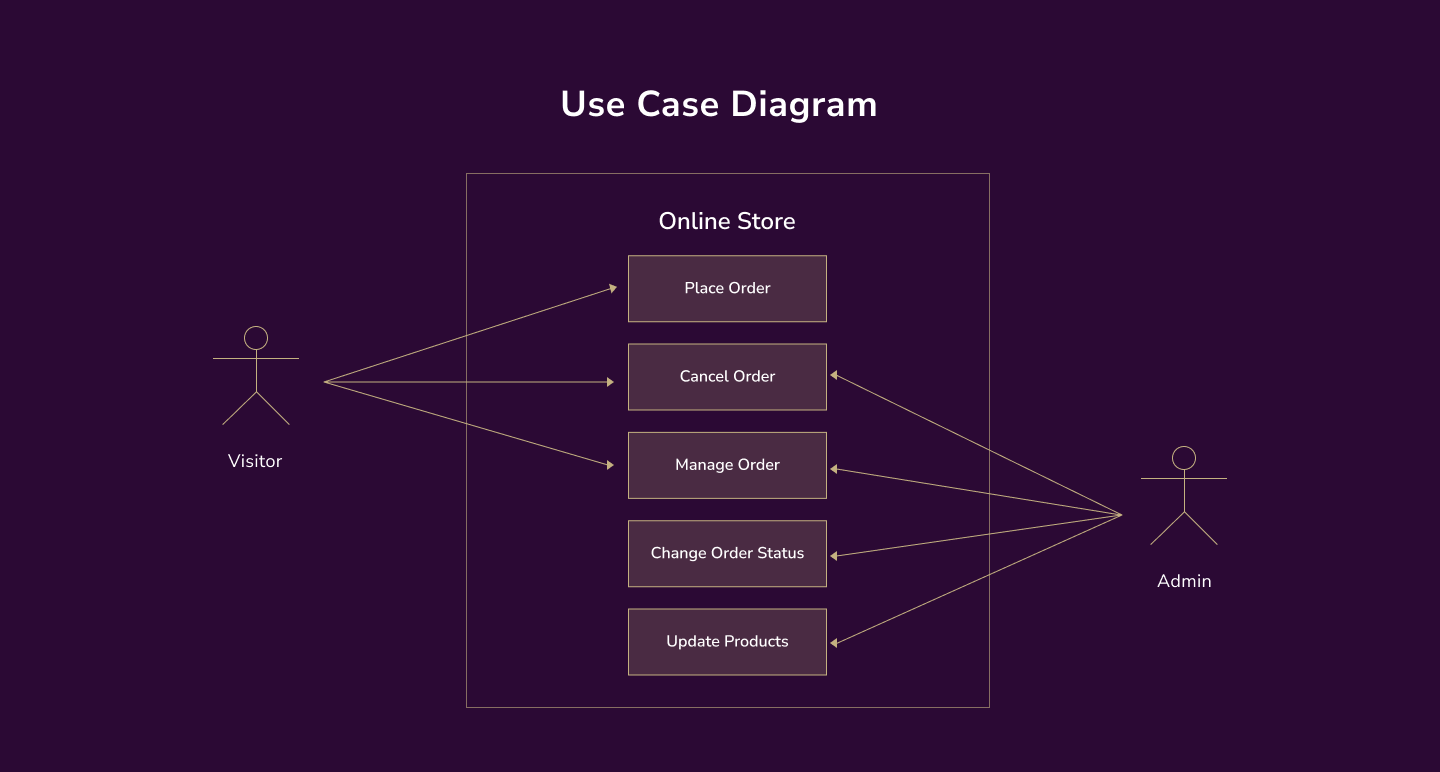 Use Case Diagram
Online Store
Place Order
Cancel Order
Manage Order
Change Order Status
Update Products
Visitor
Admin